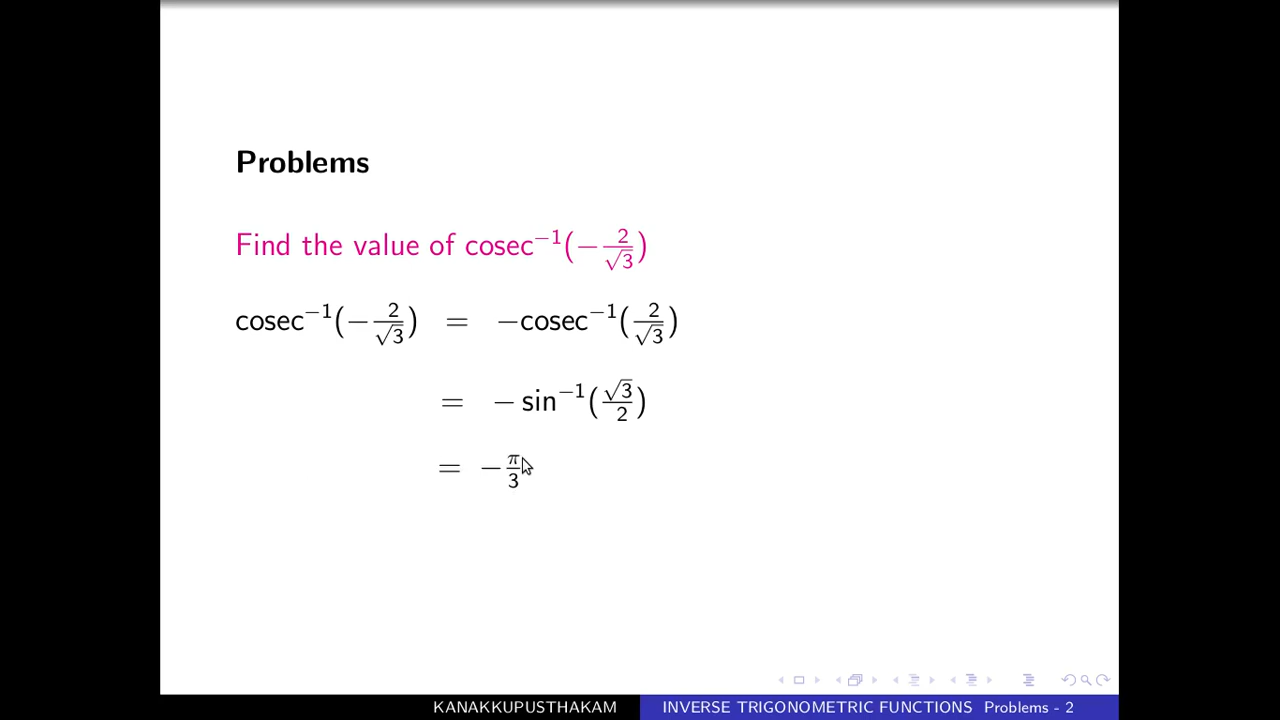 Problems
Find the value of cosec⁻¹(−2/√3)
cosec⁻¹(−2/√3) = −cosec⁻¹(2/√3)
= − sin⁻¹(√3/2)
= −π/3
KANAKKUPUSTHAKAM INVERSE TRIGONOMETRIC FUNCTIONS Problems - 2